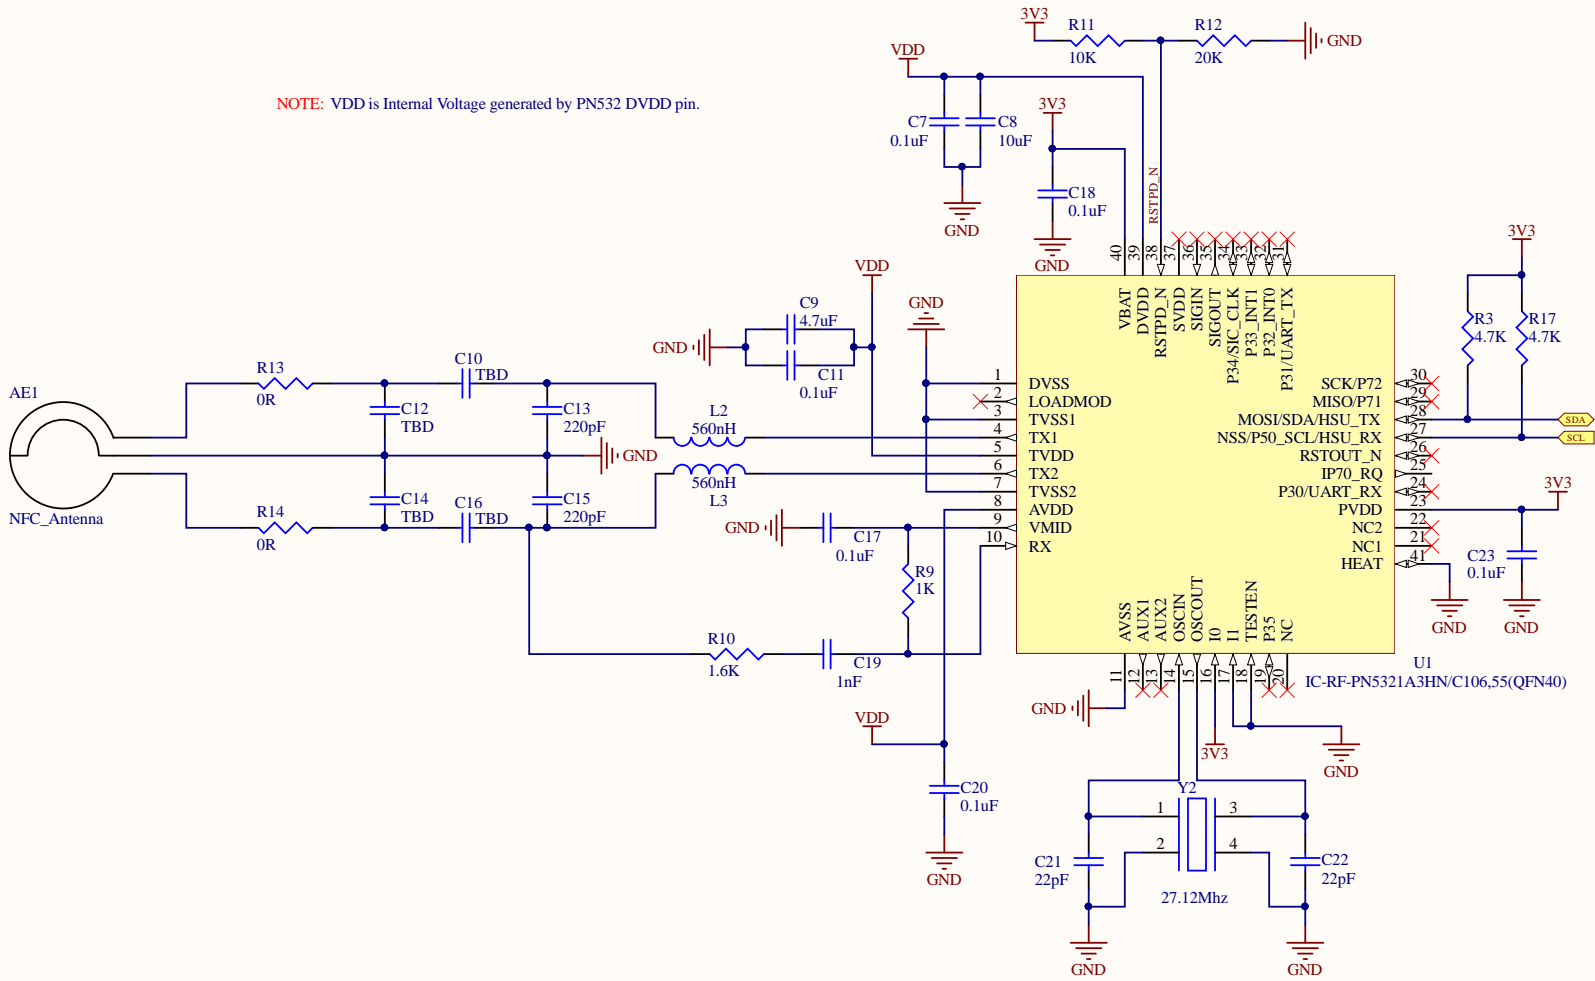 3V3
R11
10K
R12
20K
GND
VDD
NOTE: VDD is Internal Voltage generated by PN532 DVDD pin.
C7
0.1uF
C8
10uF
GND
3V3
C18
0.1uF
GND
RSTPD_N
VDD
C9
4.7uF
GND
C11
0.1uF
GND
3V3
R3
4.7K
R17
4.7K
SDA
SCL
AE1
NFC_Antenna
R13
0R
C10
TBD
C12
TBD
C13
220pF
GND
R14
0R
C14
TBD
C16
TBD
C15
220pF
L2
560nH
560nH
L3
GND
C17
0.1uF
R9
1K
R10
1.6K
C19
1nF
VDD
C20
0.1uF
GND
40 VBAT
39 DVDD
38 RSTPD_N
37 SVDD
36 SIGIN
35 SIGOUT
34 P34/SIC_CLK
33 P33_INT1
32 P32_INT0
31 P31/UART_TX
1 DVSS
2 LOADMOD
3 TVSS1
4 TX1
5 TVDD
6 TX2
7 TVSS2
8 AVDD
9 VMID
10 RX
SCK/P72 30
MISO/P71 29
MOSI/SDA/HSU_TX 28
NSS/P50_SCL/HSU_RX 27
RSTOUT_N 26
IP70_RQ 25
P30/UART_RX 24
PVDD 23
NC2 22
NC1 21
HEAT 41
AVSS 11
AUX1 12
AUX2 13
OSCIN 14
OSCOUT 15
I0 16
I1 17
TESTEN 18
P35 19
NC 20
3V3
C23
0.1uF
GND
GND
U1
IC-RF-PN5321A3HN/C106,55(QFN40)
GND
3V3
GND
Y2
1
3
2
4
27.12Mhz
C21
22pF
C22
22pF
GND
GND